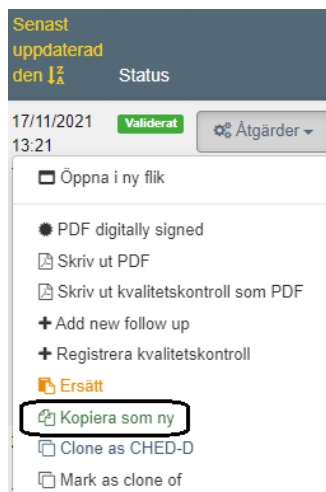 Senast
uppdaterad
den Status
17/11/2021 Validerat Åtgärder
13:21
Öppna i ny flik
PDF digitally signed
Skriv ut PDF
Skriv ut kvalitetskontroll som PDF
Add new follow up
Registrera kvalitetskontroll
Ersätt
Kopiera som ny
Clone as CHED-D
Mark as clone of